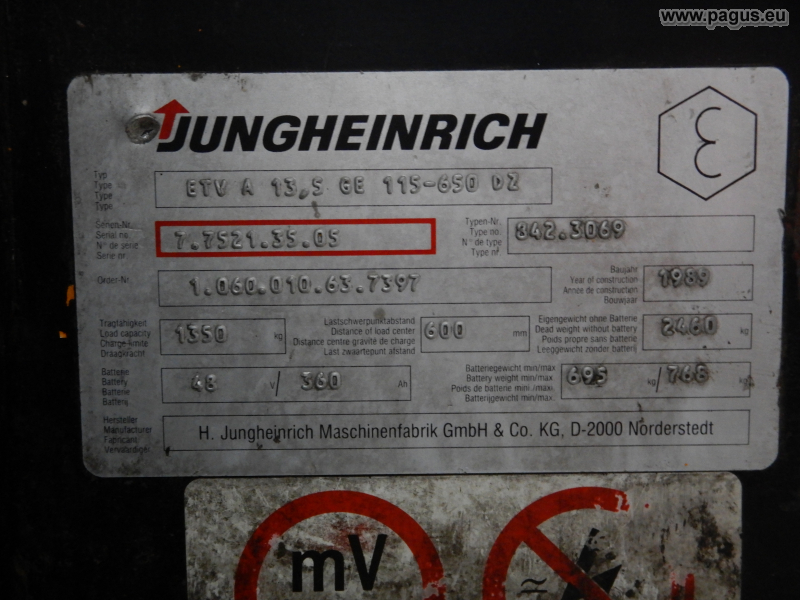 www.pagus.eu
JUNGHEINRICH
Typ
Type
Type
Type
ETV A 13,5 GE 115-650 DZ
Serien-Nr.
Serial no.
N° de série
Serie nr
7.7521.35.05
Typen-Nr.
Type no.
N° de type
Type nr
842.3069
Order-Nr.
1.060.010.63.7397
Baujahr
Year of construction
Année de construction
Bouwjaar
1989
Tragfähigkeit
Load capacity
Charge limite
Draagkracht
1350 kg
Lastschwerpunktabstand
Distance of load center
Distance centre gravité de charge
Last zwaartepunt afstand
600 mm
Eigengewicht ohne Batterie
Dead weight without battery
Poids propre sans batterie
Leeggewicht zonder batterij
2460 kg
Batterie
Battery
Batterie
Batterij
48 V/ 360 Ah
Batteriegewicht min/max
Battery weight min/max
Poids de batterie min/max
Batterijgewicht min/max
695 kg/ 768 kg
Hersteller
Manufacturer
Fabricant
Vervaardiger
H. Jungheinrich Maschinenfabrik GmbH & Co. KG, D-2000 Norderstedt
mV